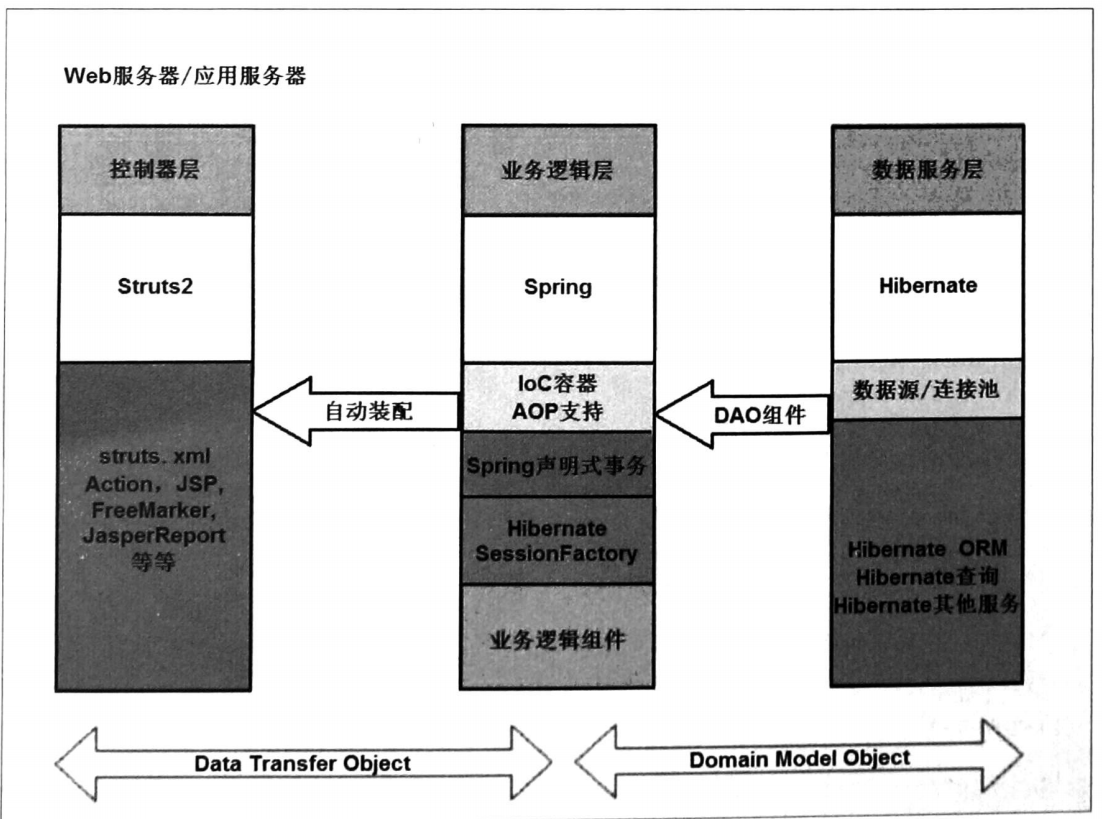 Web服务器/应用服务器
控制器层
Struts2
struts.xml
Action, JSP,
FreeMarker,
JasperReport
等等
自动装配
业务逻辑层
Spring
IoC容器
AOP支持
Spring声明式事务
Hibernate
SessionFactory
业务逻辑组件
DAO组件
数据服务层
Hibernate
数据源/连接池
Hibernate ORM
Hibernate查询
Hibernate其他服务
Data Transfer Object
Domain Model Object